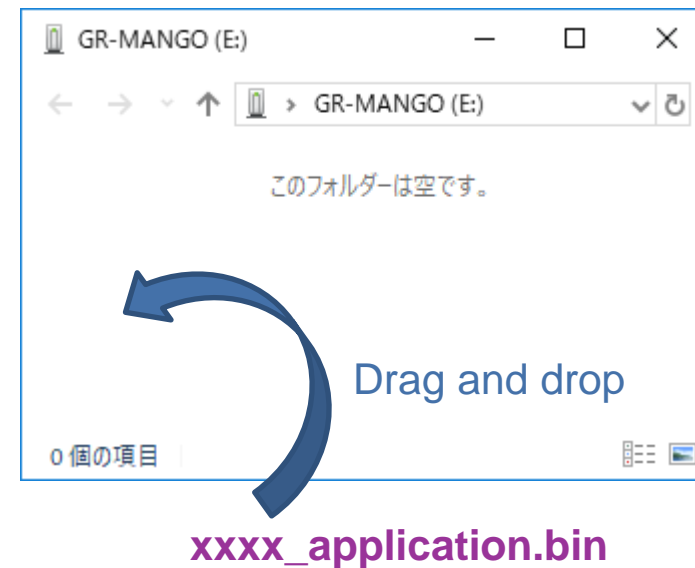 GR-MANGO (E:)
GR-MANGO (E:)
このフォルダーは空です。
Drag and drop
0 個の項目
xxxx_application.bin